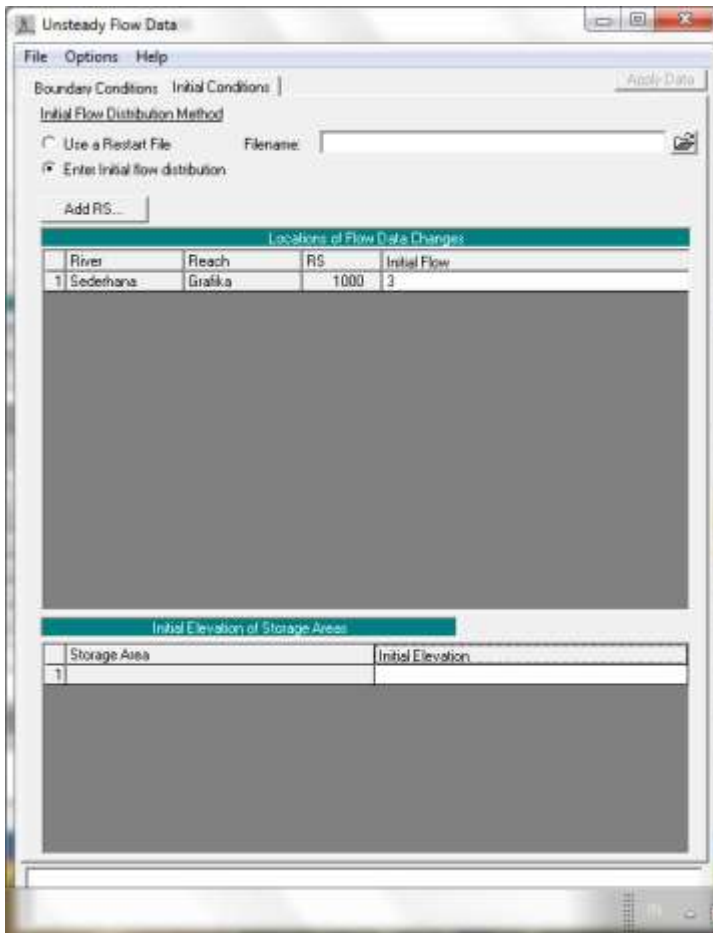 Unsteady Flow Data
File Options Help
Boundary Conditions Initial Conditions Apply Data
Initial Flow Distribution Method
Use a Restart File Filename:
Enter Initial flow distribution
Add RS...
Locations of Flow Data Changes
River Reach RS Initial Flow
1 Sederhana Grafika 1000 3
Initial Elevation of Storage Areas
Storage Area Initial Elevation
1